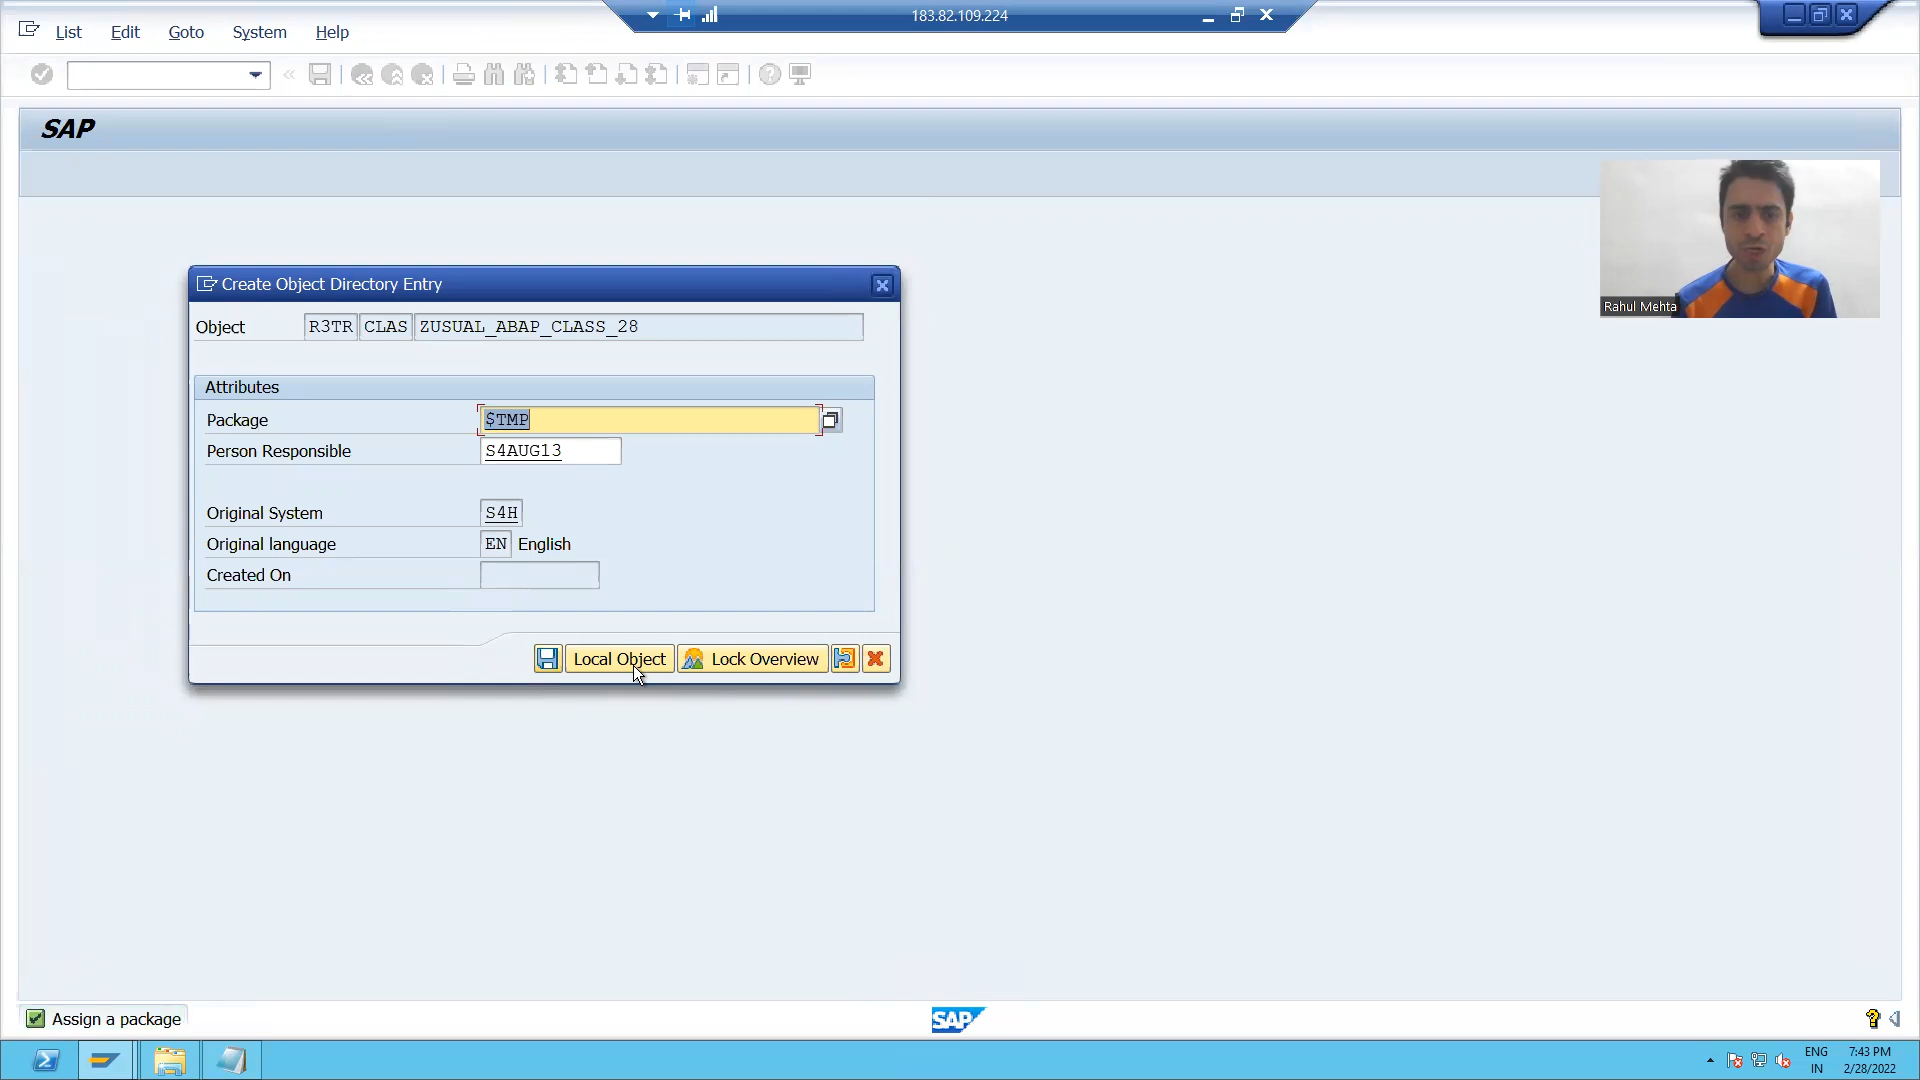 183.82.109.224
List Edit Goto System Help
SAP
Rahul Mehta
Create Object Directory Entry
Object R3TR CLAS ZUSUAL_ABAP_CLASS_28
Attributes
Package $TMP
Person Responsible S4AUG13
Original System S4H
Original language EN English
Created On
Local Object Lock Overview
Assign a package
SAP
ENG 7:43 PM
IN 2/28/2022